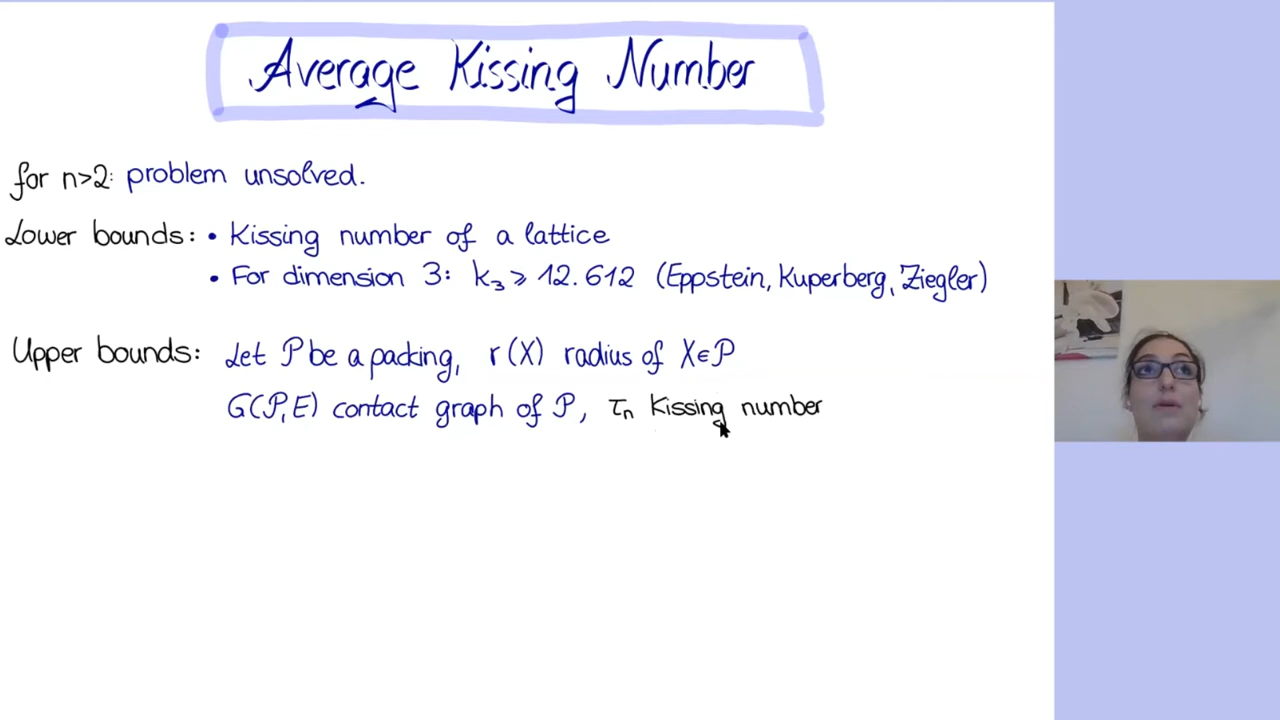 Average Kissing Number
for n>2: problem unsolved.
Lower bounds: • Kissing number of a lattice
• For dimension 3: k₃ ≥ 12.612 (Eppstein, Kuperberg, Ziegler)
Upper bounds: Let P be a packing, r(X) radius of X∈P
G(P,E) contact graph of P, τₙ Kissing number